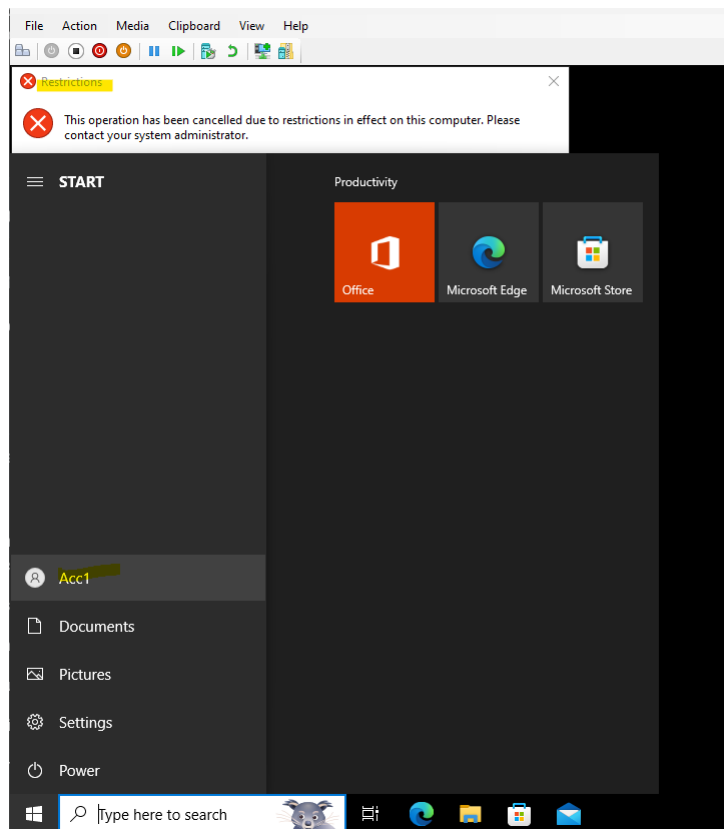 File Action Media Clipboard View Help
Restrictions
This operation has been cancelled due to restrictions in effect on this computer. Please
contact your system administrator.
START
Productivity
Office
Microsoft Edge
Microsoft Store
Acc1
Documents
Pictures
Settings
Power
Type here to search